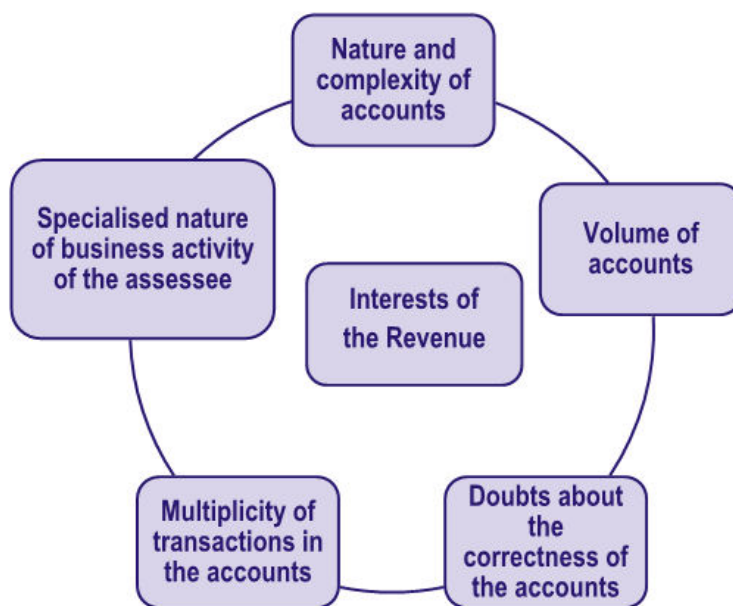 Nature and
complexity of
accounts
Volume of
accounts
Doubts about
the
correctness of
the accounts
Multiplicity of
transactions in
the accounts
Specialised nature
of business activity
of the assessee
Interests of
the Revenue